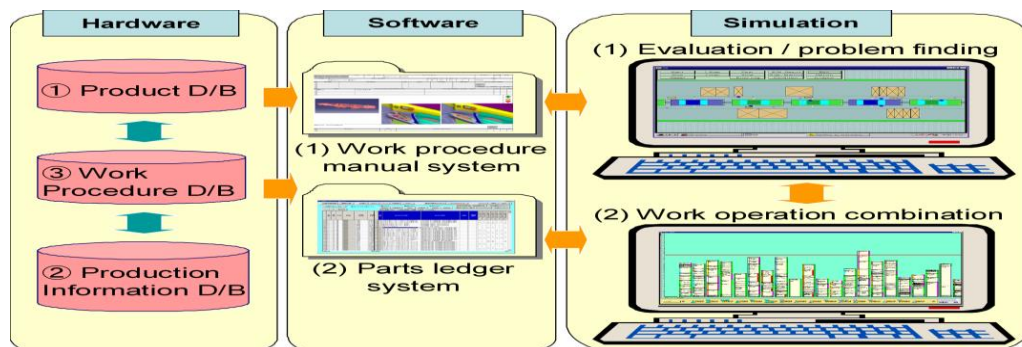 Hardware
① Product D/B
③ Work
Procedure D/B
② Production
Information D/B
Software
(1) Work procedure
manual system
(2) Parts ledger
system
Simulation
(1) Evaluation / problem finding
(2) Work operation combination